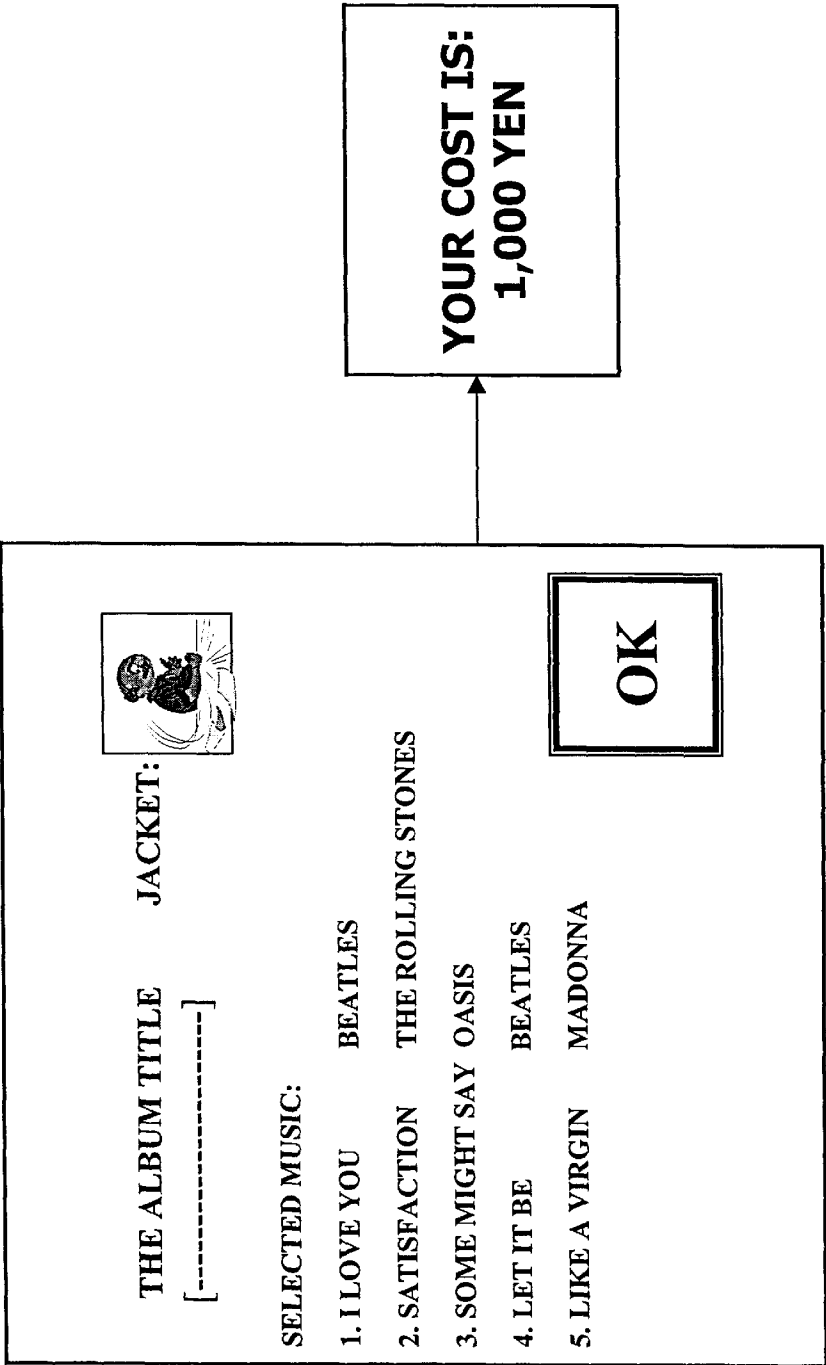 THE ALBUM TITLE JACKET:
[--------------------]
SELECTED MUSIC:
1. I LOVE YOU BEATLES
2. SATISFACTION THE ROLLING STONES
3. SOME MIGHT SAY OASIS
4. LET IT BE BEATLES
5. LIKE A VIRGIN MADONNA
OK
YOUR COST IS:
1,000 YEN